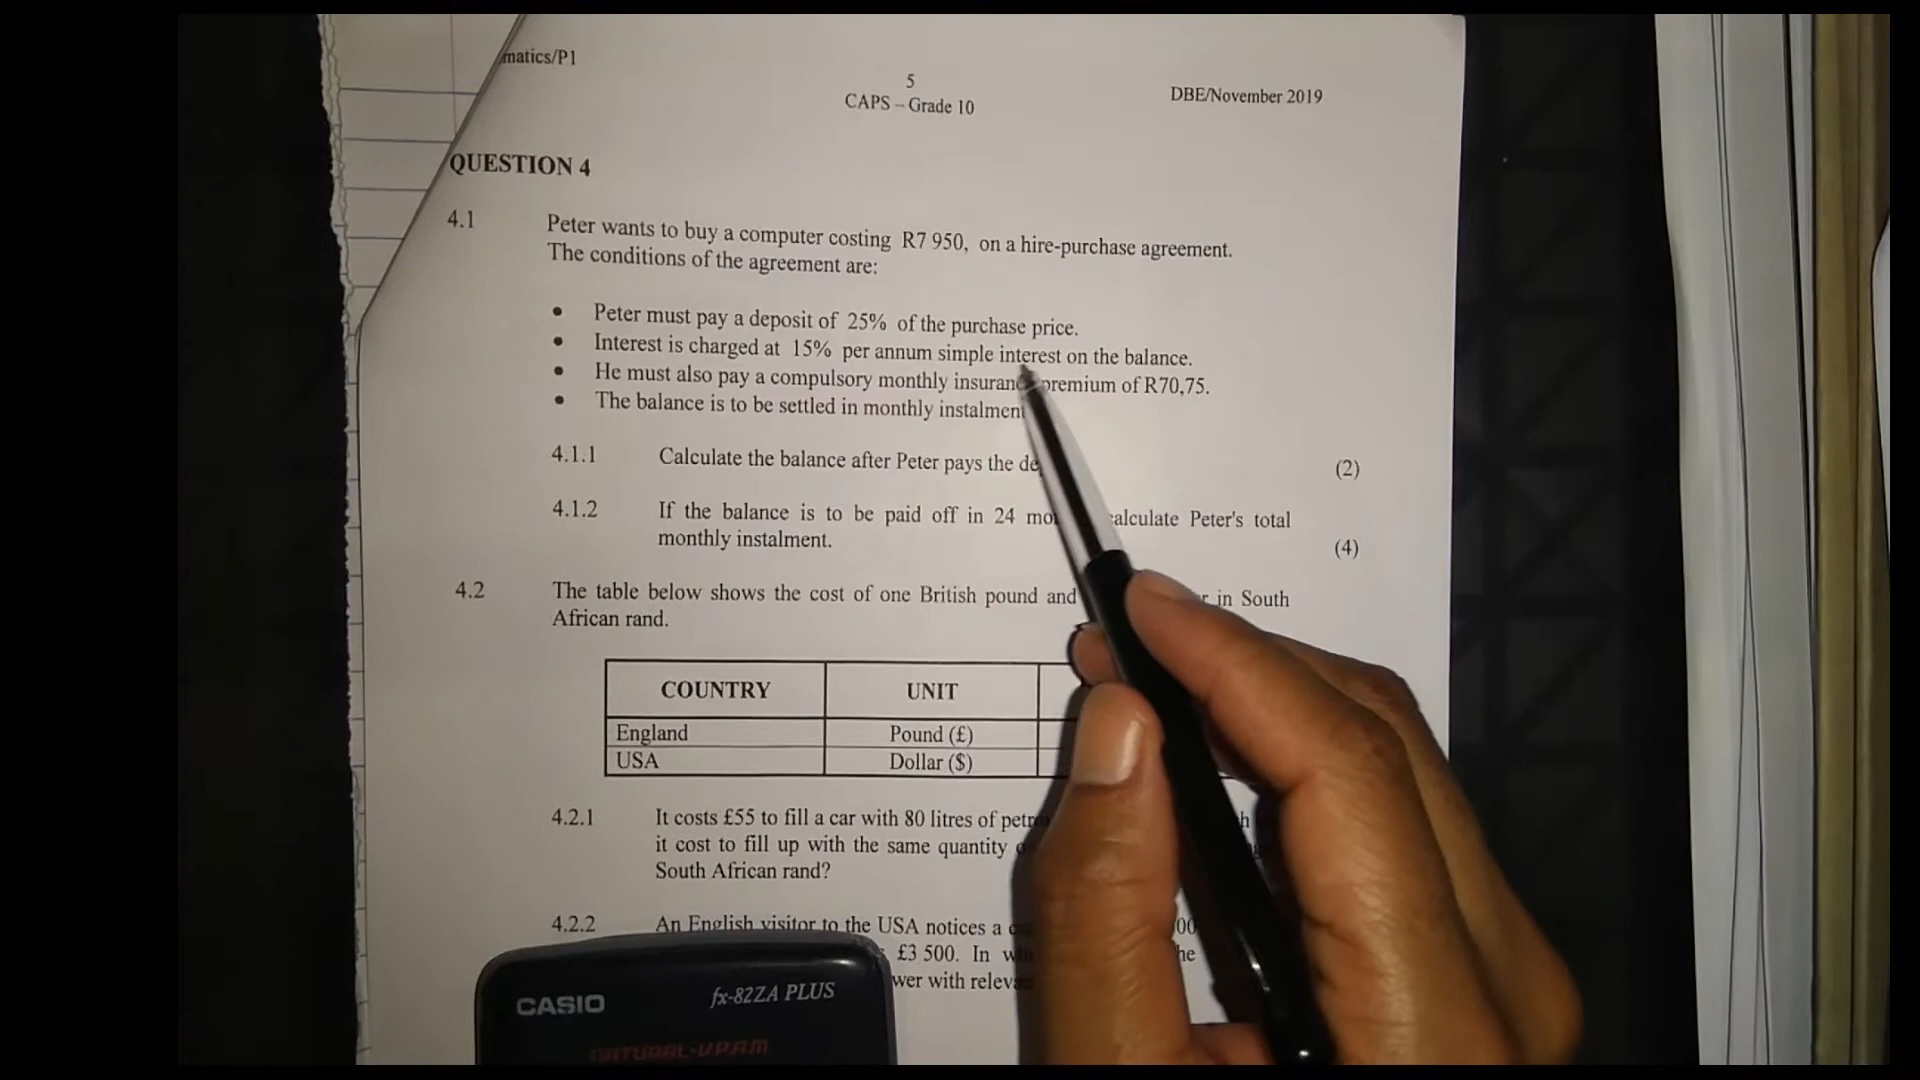 matics/P1
5
CAPS – Grade 10
DBE/November 2019
QUESTION 4
4.1 Peter wants to buy a computer costing R7 950, on a hire-purchase agreement.
The conditions of the agreement are:
• Peter must pay a deposit of 25% of the purchase price.
• Interest is charged at 15% per annum simple interest on the balance.
• He must also pay a compulsory monthly insuranc premium of R70,75.
• The balance is to be settled in monthly instalment
4.1.1 Calculate the balance after Peter pays the de (2)
4.1.2 If the balance is to be paid off in 24 mo alculate Peter's total
monthly instalment. (4)
4.2 The table below shows the cost of one British pound and r in South
African rand.
COUNTRY UNIT
England Pound (£)
USA Dollar ($)
4.2.1 It costs £55 to fill a car with 80 litres of petr h
it cost to fill up with the same quantity
South African rand?
4.2.2 An English visitor to the USA notices a 00
£3 500. In w he
wer with releva
CASIO fx-82ZA PLUS
NATURAL-V.P.A.M.